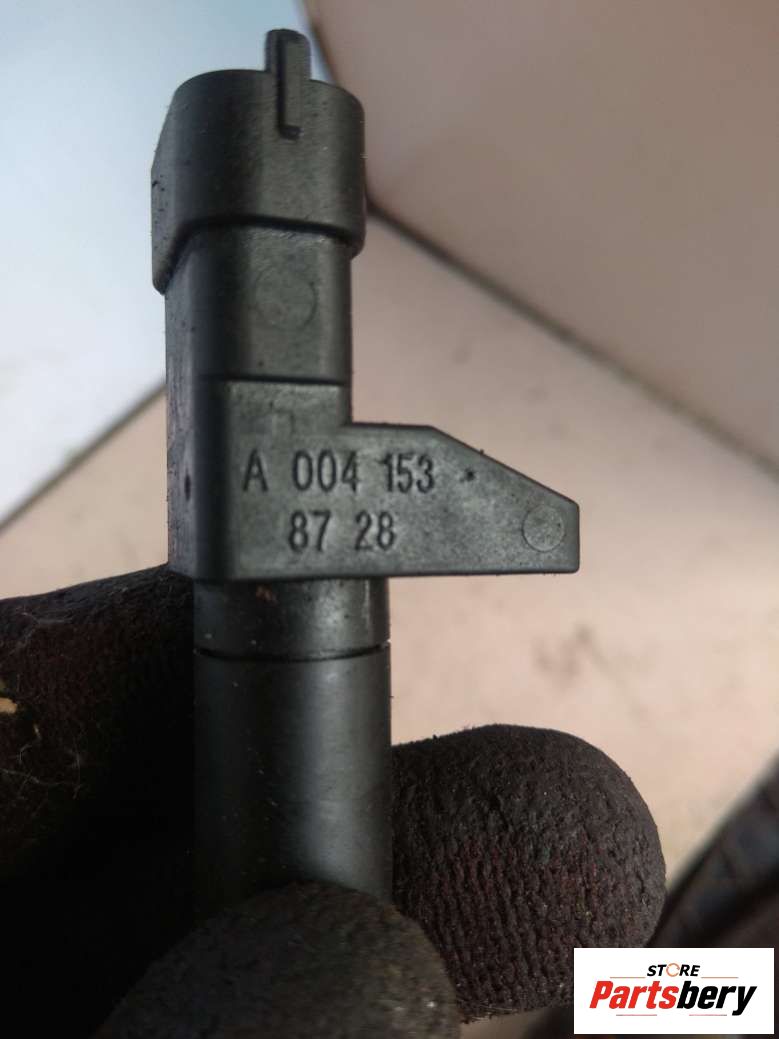 A 004 153
87 28
STORE
Partsbery